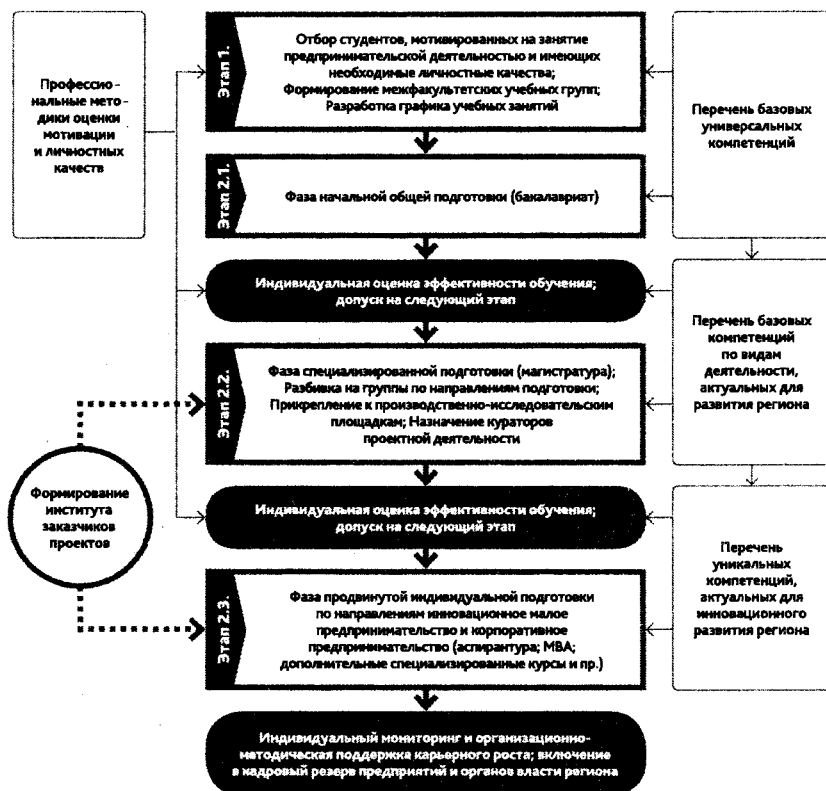 Профессио-
нальные мето-
дики оценки
мотивации
и личностных
качеств
Этап 1.
Отбор студентов, мотивированных на занятие
предпринимательской деятельностью и имеющих
необходимые личностные качества;
Формирование межфакультетских учебных групп;
Разработка графика учебных занятий
Перечень базовых
универсальных
компетенций
Этап 2.1.
Фаза начальной общей подготовки (бакалавриат)
Индивидуальная оценка эффективности обучения;
допуск на следующий этап
Перечень базовых
компетенций
по видам
деятельности,
актуальных для
развития региона
Этап 2.2.
Фаза специализированной подготовки (магистратура);
Разбивка на группы по направлениям подготовки;
Прикрепление к производственно-исследовательским
площадкам; Назначение кураторов
проектной деятельности
Формирование
института
заказчиков
проектов
Индивидуальная оценка эффективности обучения;
допуск на следующий этап
Перечень
уникальных
компетенций,
актуальных для
инновационного
развития региона
Этап 2.3.
Фаза продвинутой индивидуальной подготовки
по направлениям инновационное малое
предпринимательство и корпоративное
предпринимательство (аспирантура; МВА;
дополнительные специализированные курсы и пр.)
Индивидуальный мониторинг и организационно-
методическая поддержка карьерного роста; включение
в кадровый резерв предприятий и органов власти региона